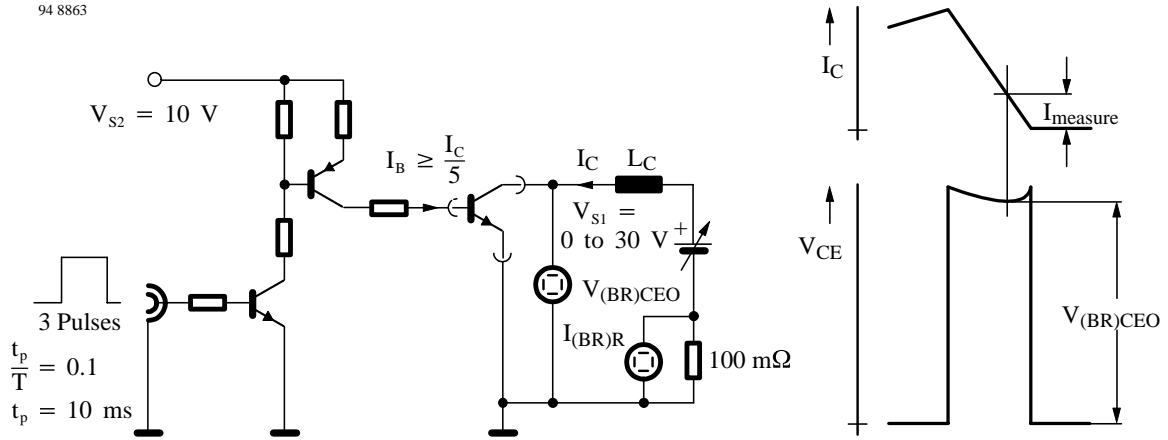 94 8863
V_S2 = 10 V
I_B ≥ I_C/5
I_C
L_C
V_S1 =
0 to 30 V
+
V_(BR)CEO
I_(BR)R
100 mΩ
3 Pulses
t_p/T = 0.1
t_p = 10 ms
I_C
I_measure
V_CE
V_(BR)CEO